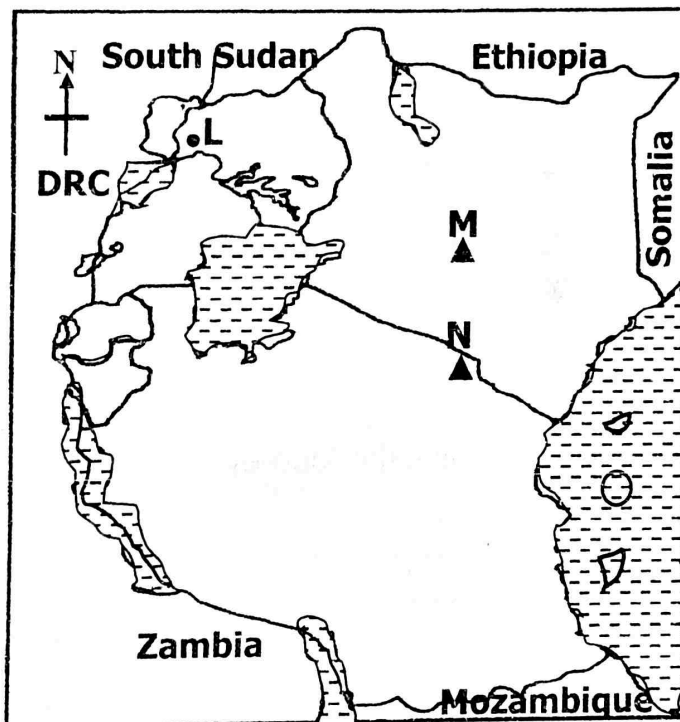 South Sudan
Ethiopia
N
L
DRC
Somalia
M
N
Zambia
Mozambique